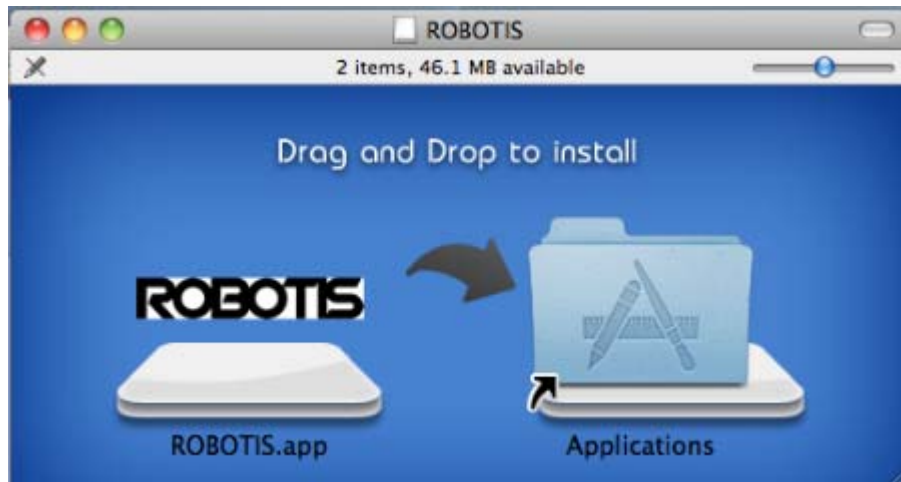 ROBOTIS
2 items, 46.1 MB available
Drag and Drop to install
ROBOTIS
ROBOTIS.app
Applications